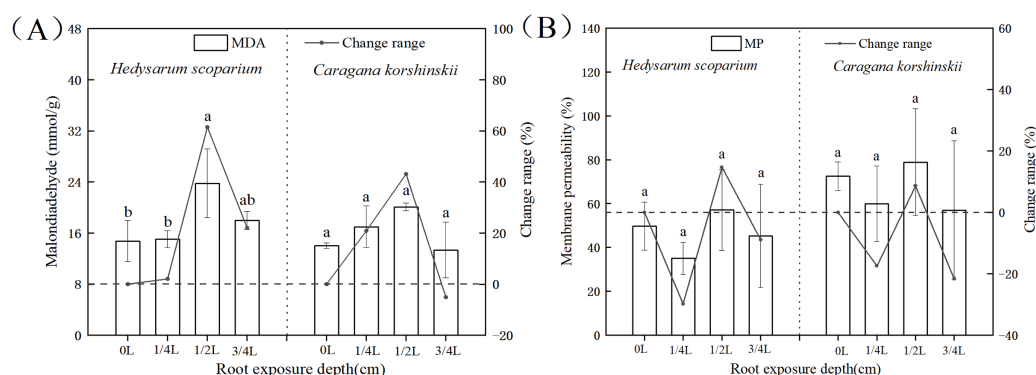 (A)
MDA
Change range
Hedysarum scoparium
Caragana korshinskii
Malondiadehyde (mmol/g)
48
40
32
24
16
8
0
b
b
a
ab
a
a
a
a
100
80
60
40
20
0
−20
Change range (%)
0L
1/4L
1/2L
3/4L
0L
1/4L
1/2L
3/4L
Root exposure depth(cm)
(B)
MP
Change range
Hedysarum scoparium
Caragana korshinskii
Membrane permeability (%)
140
120
100
80
60
40
20
0
a
a
a
a
a
a
a
a
60
40
20
0
−20
−40
Change range (%)
0L
1/4L
1/2L
3/4L
0L
1/4L
1/2L
3/4L
Root exposure depth(cm)